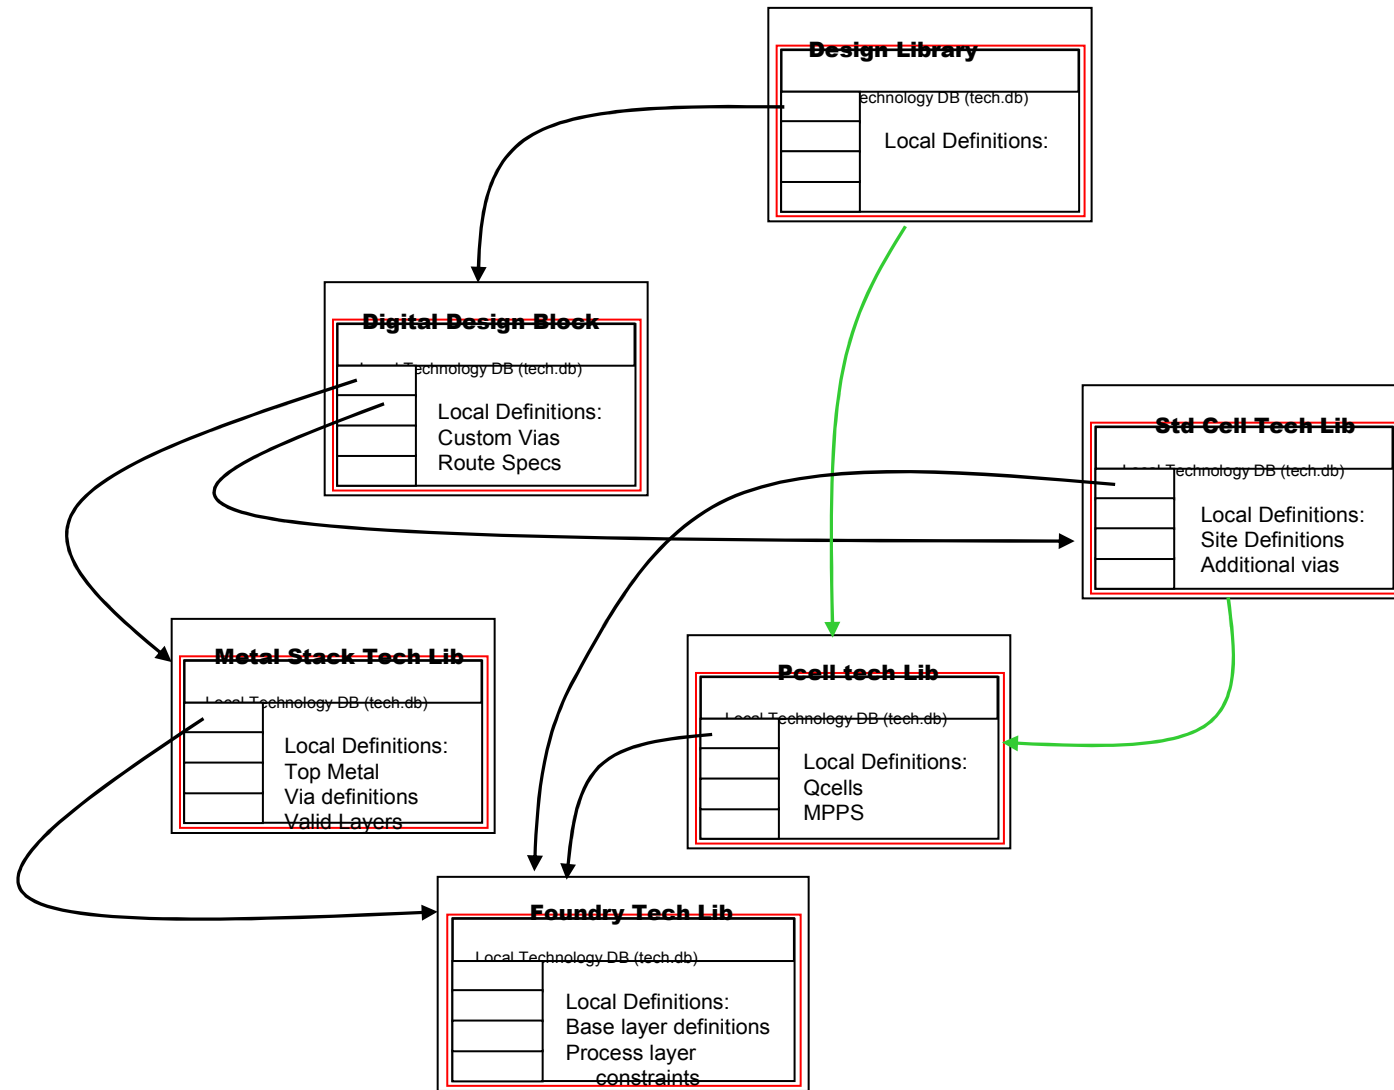 Design Library
echnology DB (tech.db)
Local Definitions:
Digital Design Block
Local Technology DB (tech.db)
Local Definitions:
Custom Vias
Route Specs
Std Cell Tech Lib
Local Technology DB (tech.db)
Local Definitions:
Site Definitions
Additional vias
Metal Stack Tech Lib
Local Technology DB (tech.db)
Local Definitions:
Top Metal
Via definitions
Valid Layers
Pcell tech Lib
Local Technology DB (tech.db)
Local Definitions:
Qcells
MPPS
Foundry Tech Lib
Local Technology DB (tech.db)
Local Definitions:
Base layer definitions
Process layer
constraints